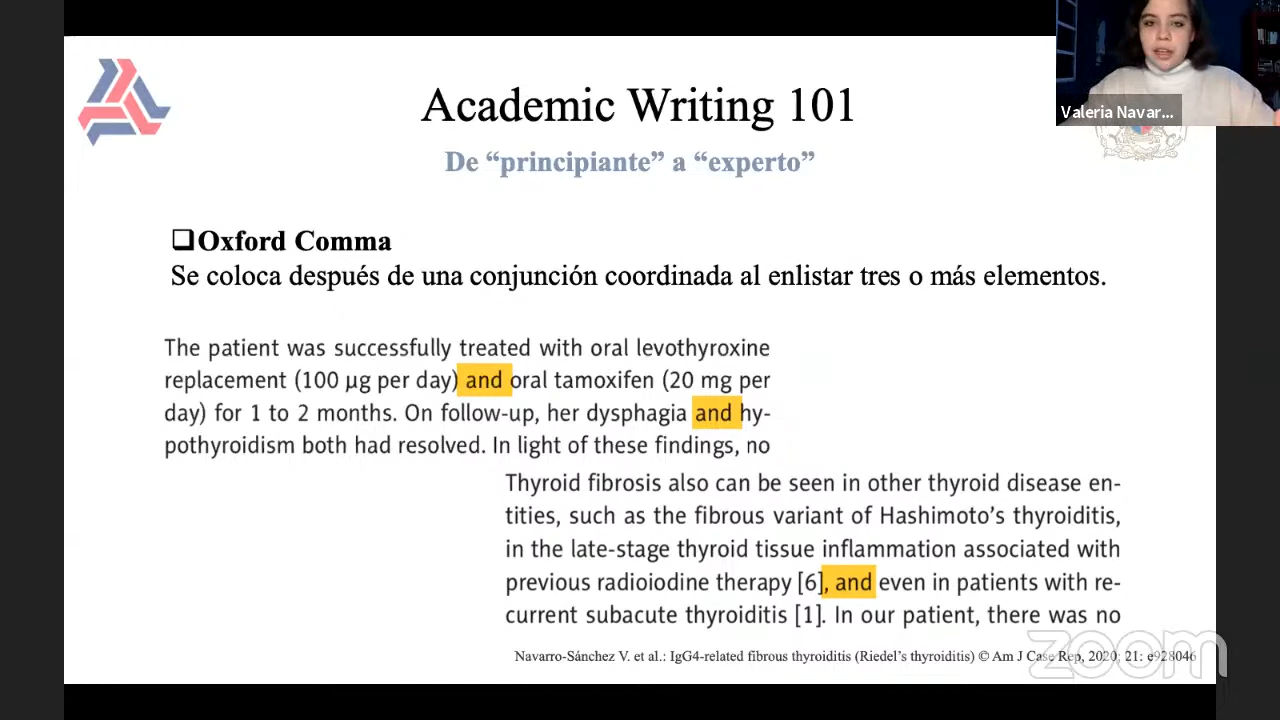 Academic Writing 101
De “principiante” a “experto”
Valeria Navar...
❑Oxford Comma
Se coloca después de una conjunción coordinada al enlistar tres o más elementos.
The patient was successfully treated with oral levothyroxine
replacement (100 µg per day) and oral tamoxifen (20 mg per
day) for 1 to 2 months. On follow-up, her dysphagia and hy-
pothyroidism both had resolved. In light of these findings, no
Thyroid fibrosis also can be seen in other thyroid disease en-
tities, such as the fibrous variant of Hashimoto’s thyroiditis,
in the late-stage thyroid tissue inflammation associated with
previous radioiodine therapy [6], and even in patients with re-
current subacute thyroiditis [1]. In our patient, there was no
Navarro-Sánchez V. et al.: IgG4-related fibrous thyroiditis (Riedel’s thyroiditis) © Am J Case Rep, 2020; 21: e928046
zoom